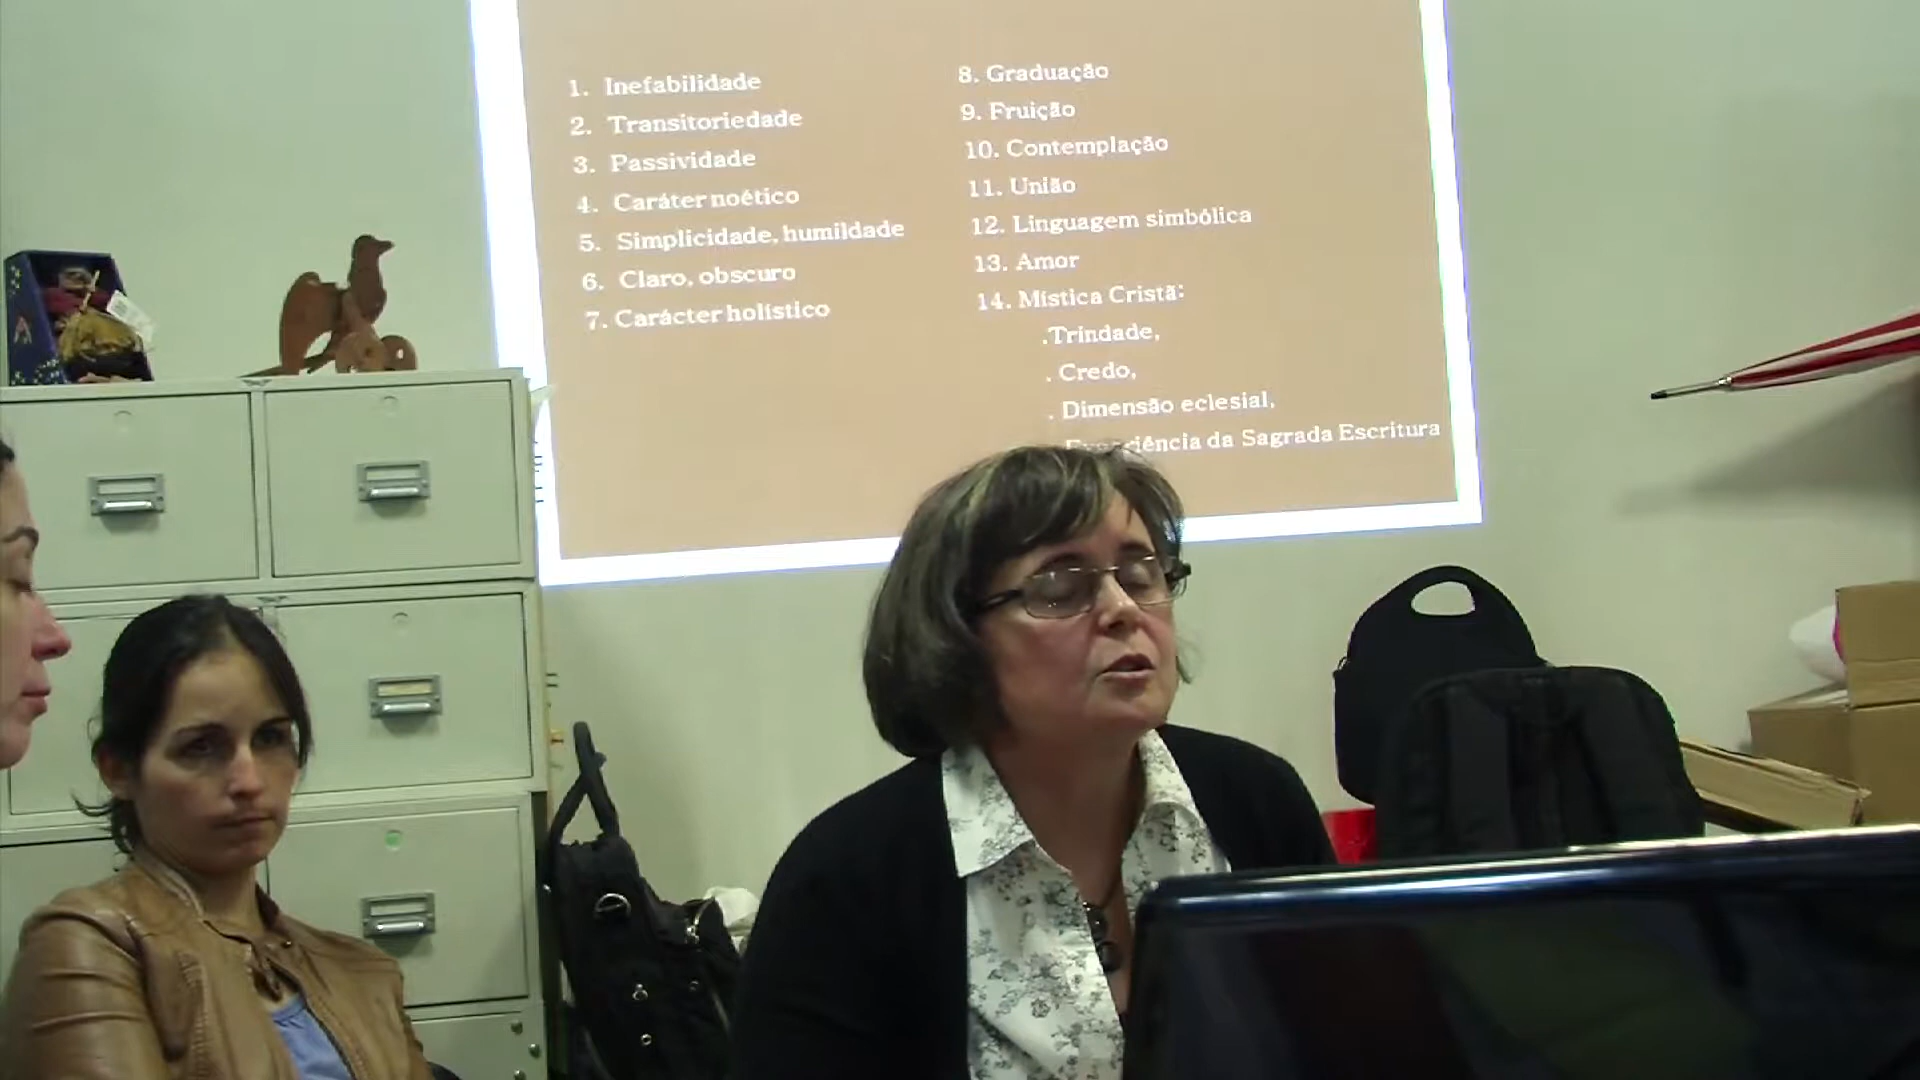 1. Inefabilidade
2. Transitoriedade
3. Passividade
4. Caráter noético
5. Simplicidade, humildade
6. Claro, obscuro
7. Carácter holístico
8. Graduação
9. Fruição
10. Contemplação
11. União
12. Linguagem simbólica
13. Amor
14. Mística Cristã:
.Trindade,
. Credo,
. Dimensão eclesial,
da Sagrada Escritura